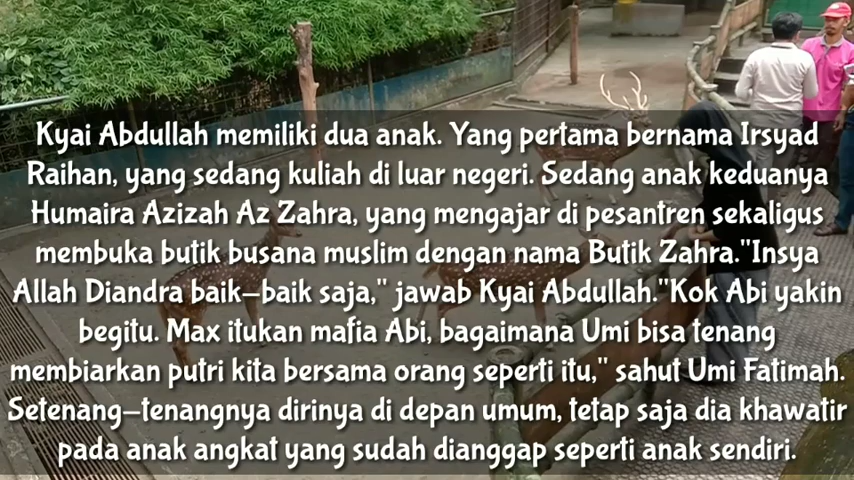 Kyai Abdullah memiliki dua anak. Yang pertama bernama Irsyad
Raihan, yang sedang kuliah di luar negeri. Sedang anak keduanya
Humaira Azizah Az Zahra, yang mengajar di pesantren sekaligus
membuka butik busana muslim dengan nama Butik Zahra."Insya
Allah Diandra baik-baik saja," jawab Kyai Abdullah."Kok Abi yakin
begitu. Max itukan mafia Abi, bagaimana Umi bisa tenang
membiarkan putri kita bersama orang seperti itu," sahut Umi Fatimah.
Setenang-tenangnya dirinya di depan umum, tetap saja dia khawatir
pada anak angkat yang sudah dianggap seperti anak sendiri.